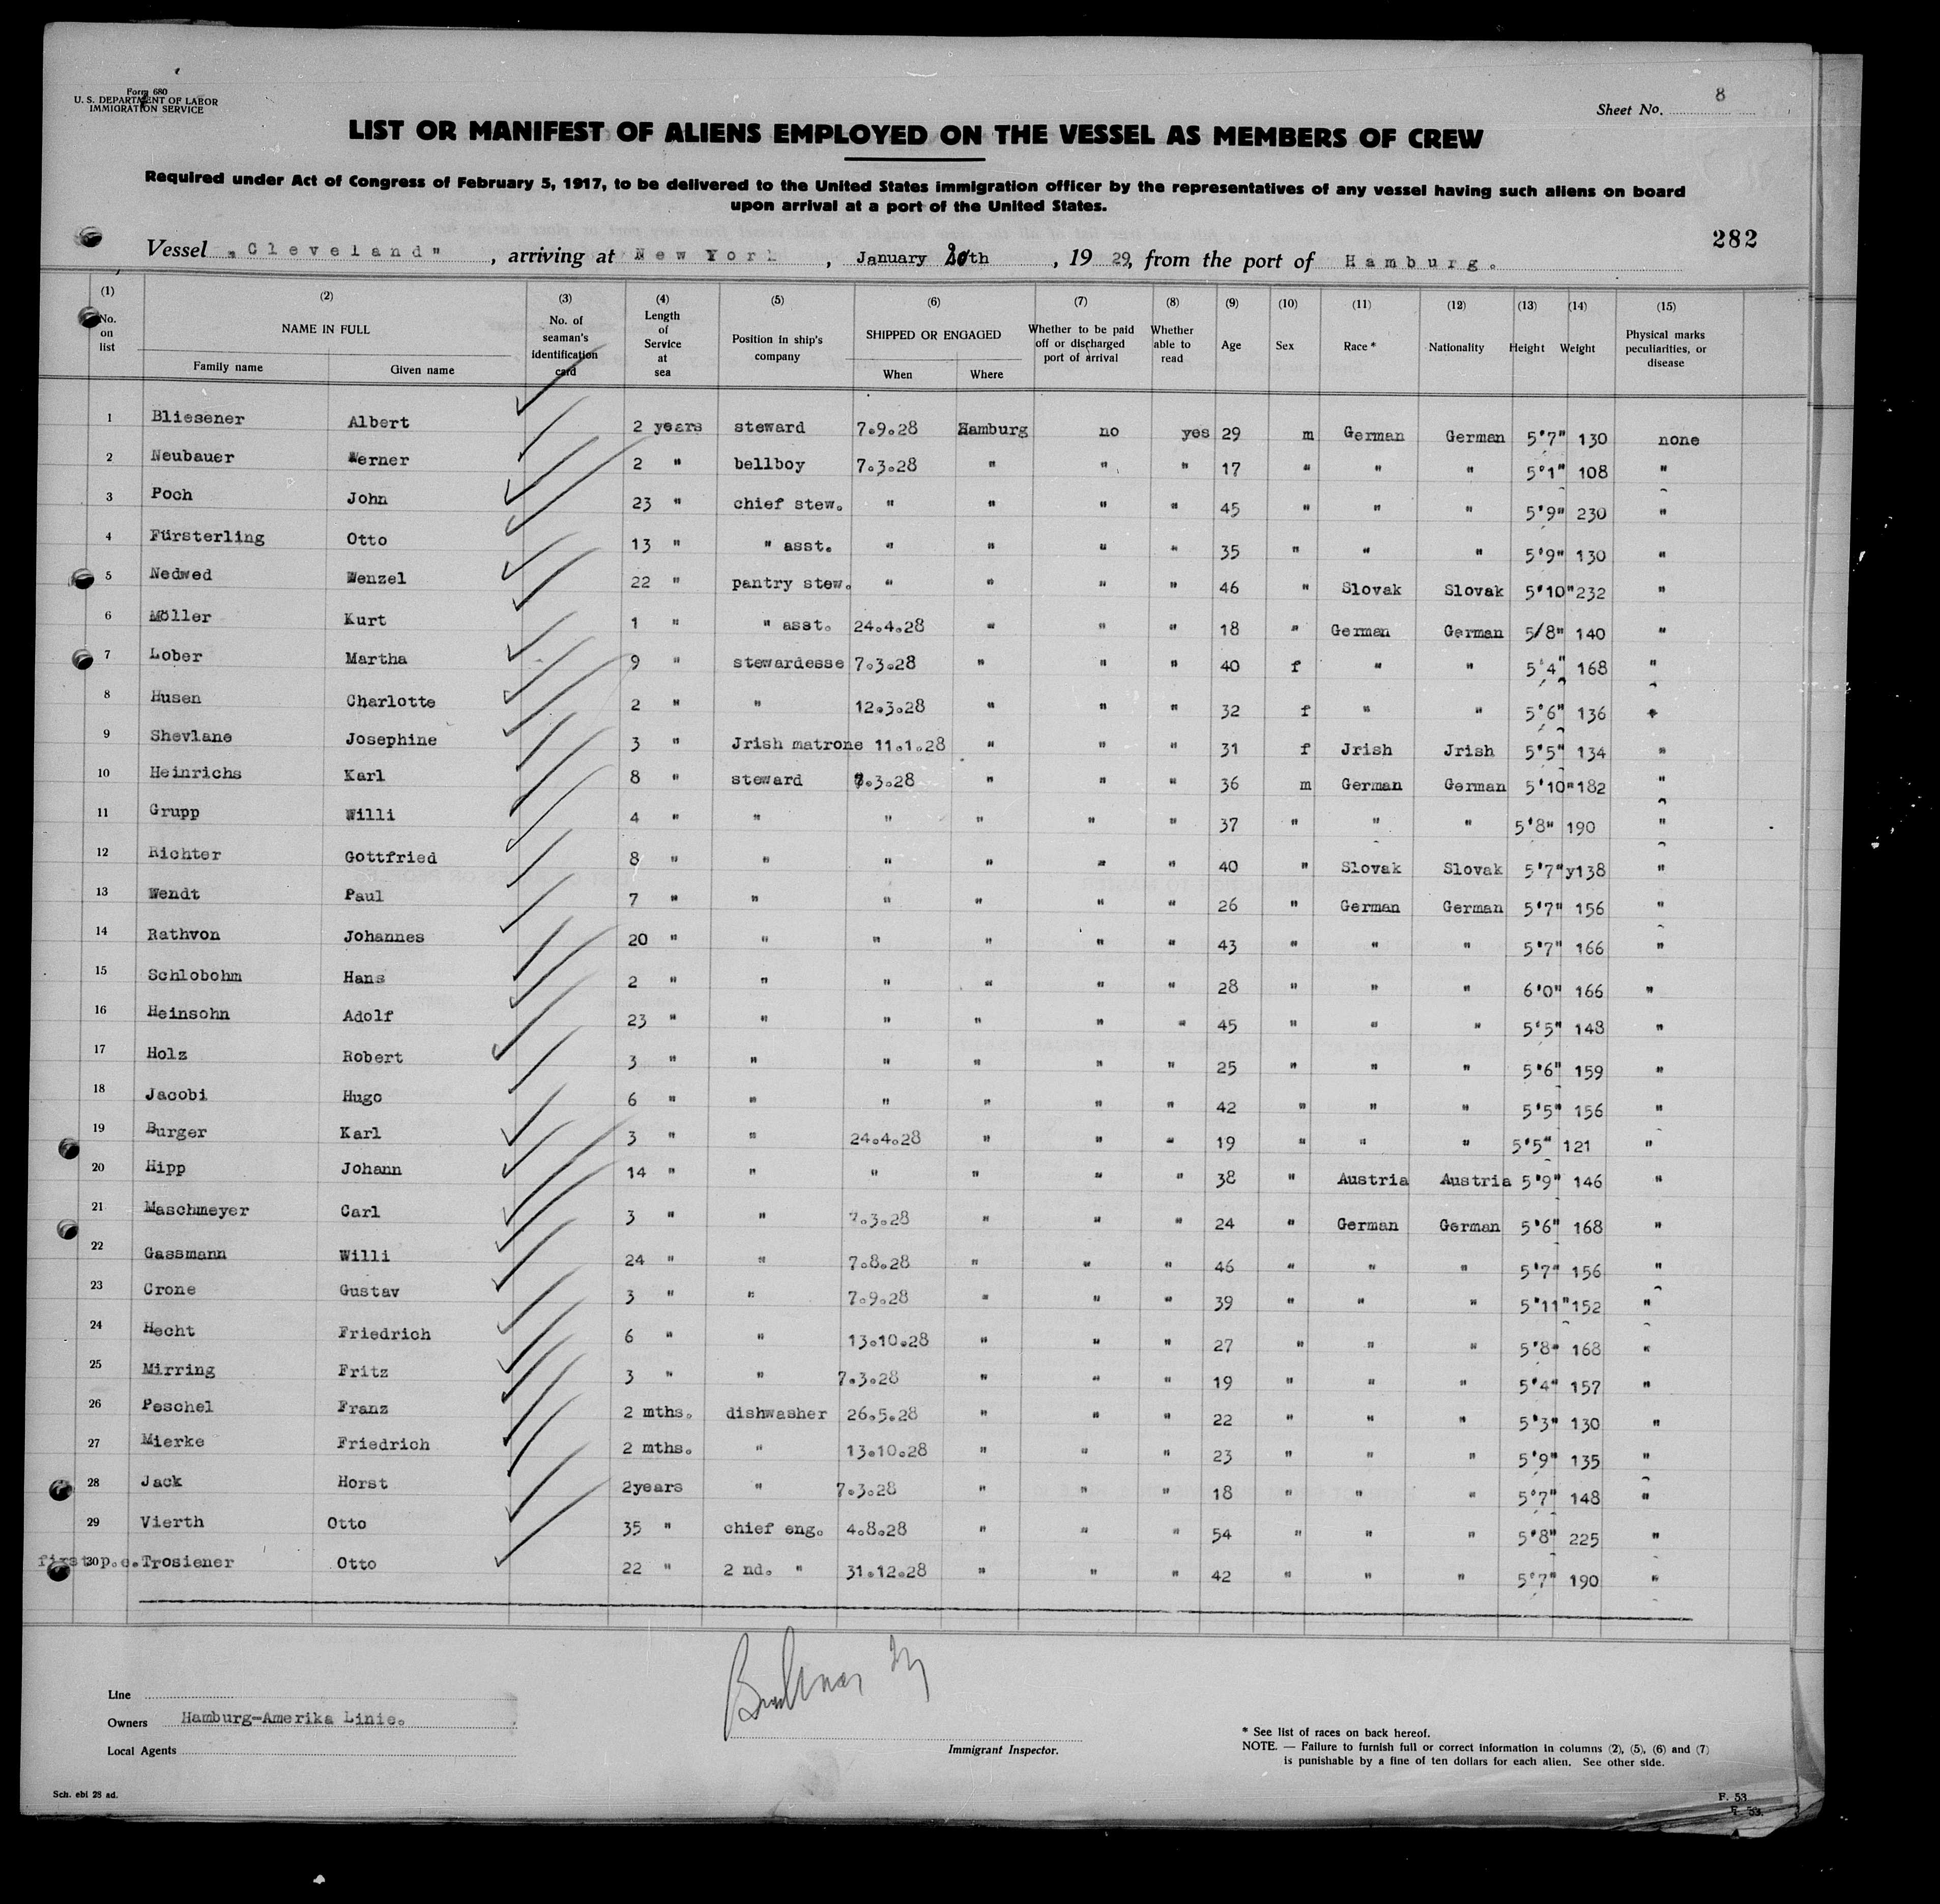 Form 680
U. S. DEPARTMENT OF LABOR
IMMIGRATION SERVICE
Sheet No. 8
LIST OR MANIFEST OF ALIENS EMPLOYED ON THE VESSEL AS MEMBERS OF CREW
Required under Act of Congress of February 5, 1917, to be delivered to the United States immigration officer by the representatives of any vessel having such aliens on board
upon arrival at a port of the United States.
282
Vessel "Cleveland", arriving at New York, January 20th, 1929, from the port of Hamburg.
(1) No. on list (2) NAME IN FULL Family name Given name (3) No. of seaman's identification card (4) Length of Service at sea (5) Position in ship's company (6) SHIPPED OR ENGAGED When Where (7) Whether to be paid off or discharged port of arrival (8) Whether able to read (9) Age (10) Sex (11) Race* (12) Nationality (13) Height (14) Weight (15) Physical marks peculiarities, or disease
1 Bliesener Albert 2 years steward 7.9.28 Hamburg no yes 29 m German German 5'7" 130 none
2 Neubauer Werner 2 " bellboy 7.3.28 " " " 17 " " " 5'1" 108 "
3 Poch John 23 " chief stew. " " " " 45 " " " 5'9" 230 "
4 Fürsterling Otto 13 " " asst. " " " " 35 " " " 5'9" 130 "
5 Nedwed Wenzel 22 " pantry stew. " " " " 46 " Slovak Slovak 5'10" 232 "
6 Möller Kurt 1 " " asst. 24.4.28 " " " 18 " German German 5/8" 140 "
7 Lober Martha 9 " stewardesse 7.3.28 " " " 40 f " " 5'4" 168 "
8 Husen Charlotte 2 " " 12.3.28 " " " 32 f " " 5'6" 136 "
9 Shevlane Josephine 3 " Jrish matrone 11.1.28 " " " 31 f Jrish Jrish 5'5" 134 "
10 Heinrichs Karl 8 " steward 7.3.28 " " " 36 m German German 5'10" 182 "
11 Grupp Willi 4 " " " " " " 37 " " " 5'8" 190 "
12 Richter Gottfried 8 " " " " " " 40 " Slovak Slovak 5'7"y138 "
13 Wendt Paul 7 " " " " " " 26 " German German 5'7" 156 "
14 Rathvon Johannes 20 " " " " " " 43 " " " 5'7" 166 "
15 Schlobohm Hans 2 " " " " " " 28 " " " 6'0" 166 "
16 Heinsohn Adolf 23 " " " " " " 45 " " " 5'5" 148 "
17 Holz Robert 3 " " " " " " 25 " " " 5'6" 159 "
18 Jacobi Hugo 6 " " " " " " 42 " " " 5'5" 156 "
19 Burger Karl 3 " " 24.4.28 " " " 19 " " " 5'5" 121 "
20 Hipp Johann 14 " " " " " " 38 " Austria Austria 5'9" 146 "
21 Maschmeyer Carl 3 " " 7.3.28 " " " 24 " German German 5'6" 168 "
22 Gassmann Willi 24 " " 7.8.28 " " " 46 " " " 5'7" 156 "
23 Crone Gustav 3 " " 7.9.28 " " " 39 " " " 5'11" 152 "
24 Hecht Friedrich 6 " " 13.10.28 " " " 27 " " " 5'8" 168 "
25 Mirring Fritz 3 " " 7.3.28 " " " 19 " " " 5'4" 157 "
26 Peschel Franz 2 mths. dishwasher 26.5.28 " " " 22 " " " 5'3" 130 "
27 Mierke Friedrich 2 mths. " 13.10.28 " " " 23 " " " 5'9" 135 "
28 Jack Horst 2years " 7.3.28 " " " 18 " " " 5'7" 148 "
29 Vierth Otto 35 " chief eng. 4.8.28 " " " 54 " " " 5'8" 225 "
first p.e. 30 Trosiener Otto 22 " 2 nd. " 31.12.28 " " " 42 " " " 5'7" 190 "
Line
Owners Hamburg-Amerika Linie.
Local Agents
Immigrant Inspector.
* See list of races on back hereof.
NOTE. — Failure to furnish full or correct information in columns (2), (5), (6) and (7)
is punishable by a fine of ten dollars for each alien. See other side.
Sch. ebl 28 ad.
F. 53
F. 53.